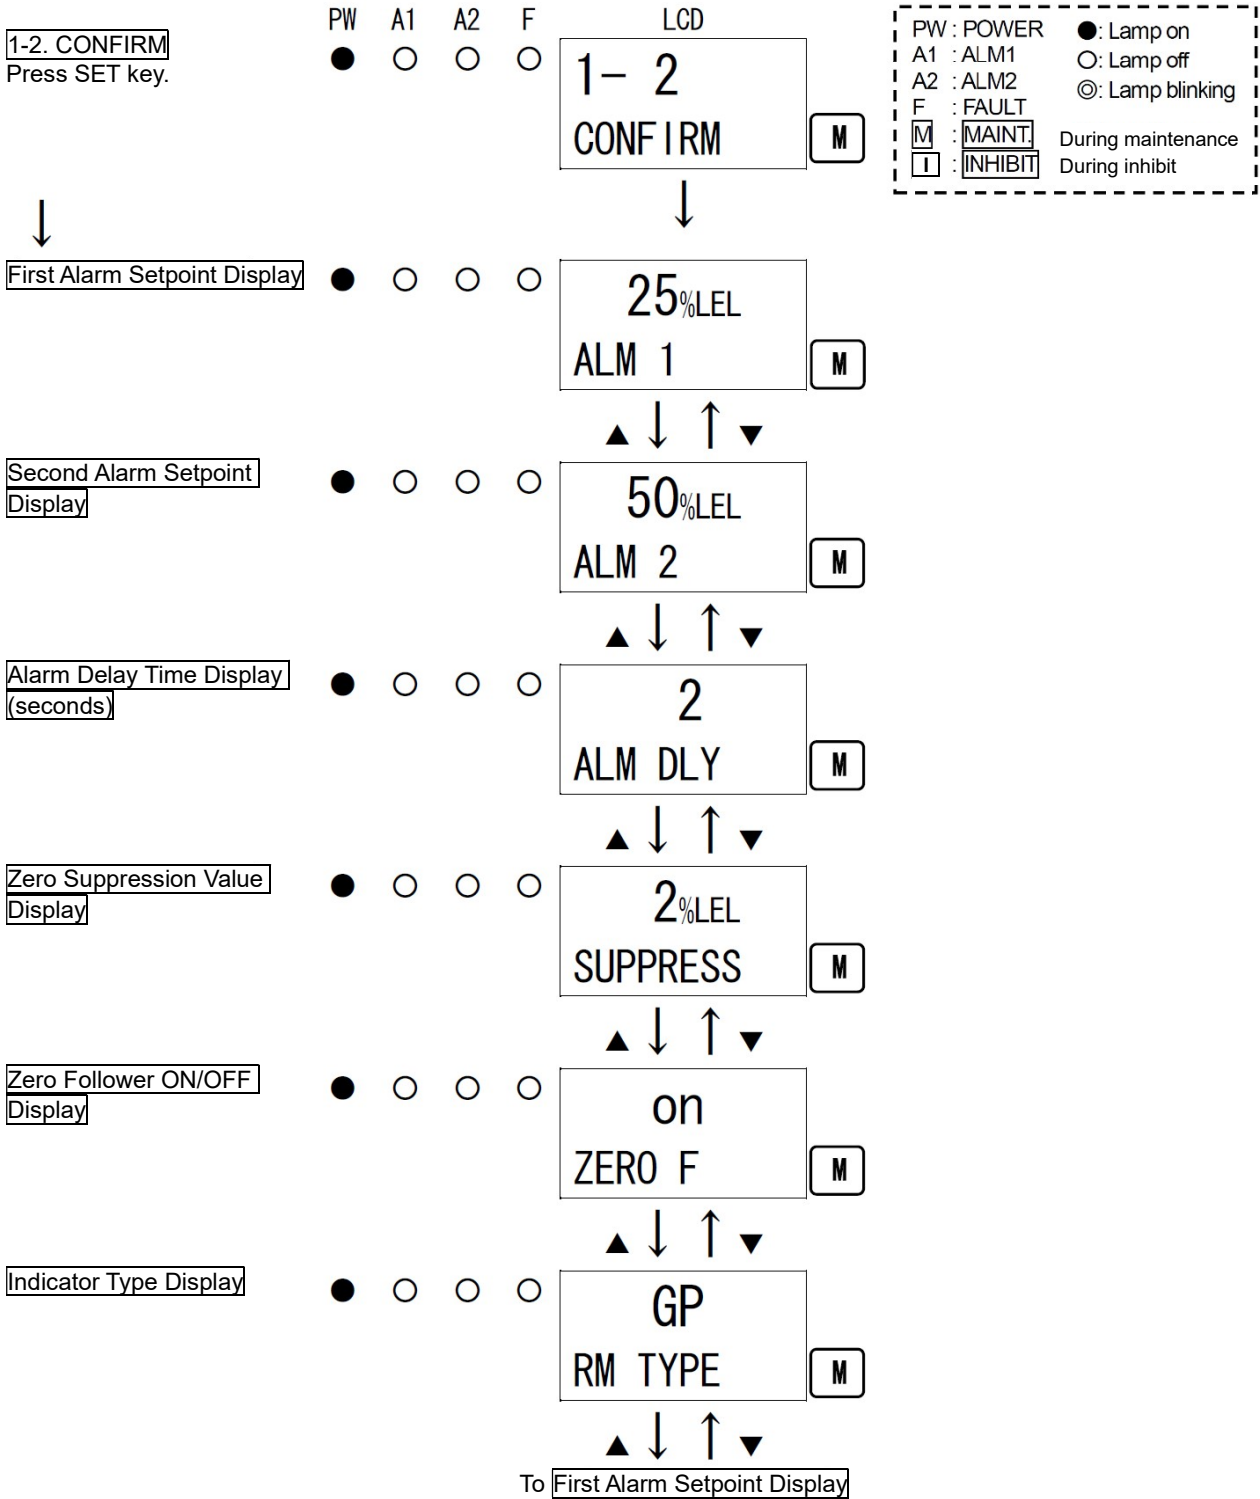 PW A1 A2 F LCD
1-2. CONFIRM
Press SET key.
1- 2
CONFIRM
M
PW : POWER
A1 : ALM1
A2 : ALM2
F : FAULT
M : MAINT. During maintenance
I : INHIBIT During inhibit
●: Lamp on
○: Lamp off
◎: Lamp blinking
↓ ↓
First Alarm Setpoint Display
● ○ ○ ○
25%LEL
ALM 1
M
▲ ↓ ↑ ▼
Second Alarm Setpoint
Display
● ○ ○ ○
50%LEL
ALM 2
M
▲ ↓ ↑ ▼
Alarm Delay Time Display
(seconds)
● ○ ○ ○
2
ALM DLY
M
▲ ↓ ↑ ▼
Zero Suppression Value
Display
● ○ ○ ○
2%LEL
SUPPRESS
M
▲ ↓ ↑ ▼
Zero Follower ON/OFF
Display
● ○ ○ ○
on
ZERO F
M
▲ ↓ ↑ ▼
Indicator Type Display
● ○ ○ ○
GP
RM TYPE
M
▲ ↓ ↑ ▼
To First Alarm Setpoint Display